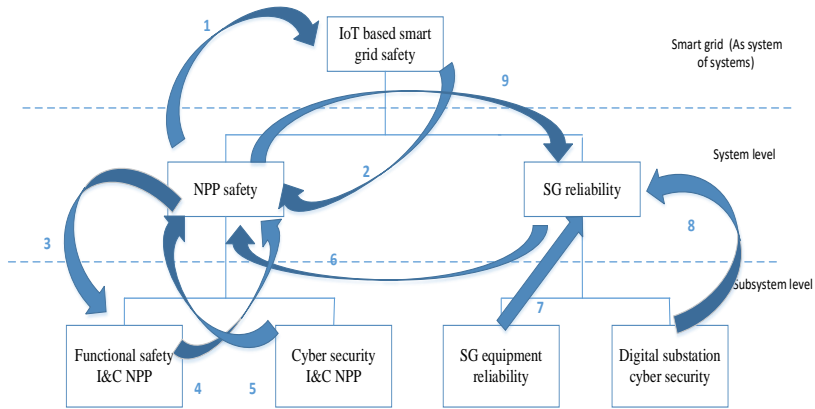 1
IoT based smart
grid safety
9
Smart grid (As system
of systems)
System level
2
NPP safety
SG reliability
3
8
6
Subsystem level
7
Functional safety
I&C NPP
Cyber security
I&C NPP
SG equipment
reliability
Digital substation
cyber security
4
5